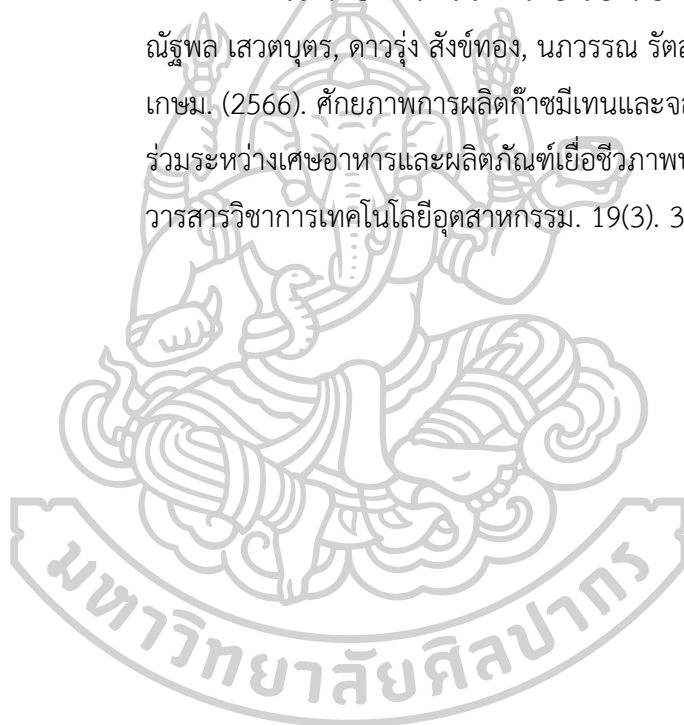 ณัฐพล เสวตบุตร, ดาวรุ่ง สังข์ทอง, นภวรรณ
เกษม. (2566). ศักยภาพการผลิตก๊าซมีเทนและ
ร่วมระหว่างเศษอาหารและผลิตภัณฑ์เยื่อชีวภาพ
วารสารวิชาการเทคโนโลยีอุตสาหกรรม. 19(3). 3
มหาวิทยาลัยศิลปากร